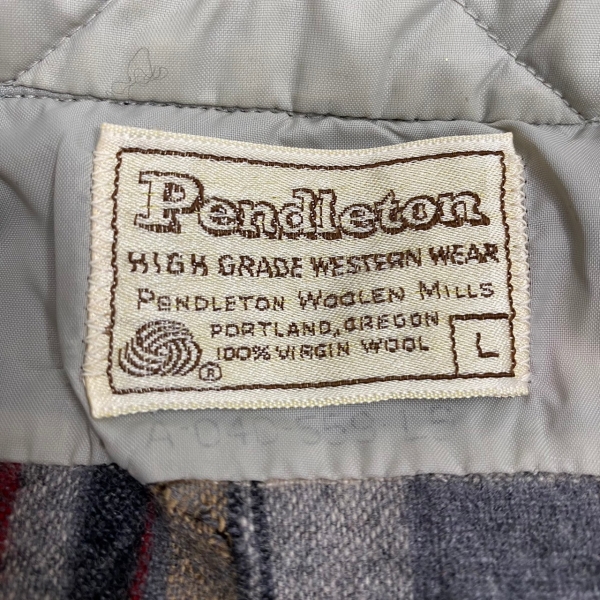 Pendleton
HIGH GRADE WESTERN WEAR
PENDLETON WOOLEN MILLS
PORTLAND, OREGON
100% VIRGIN WOOL
®
L